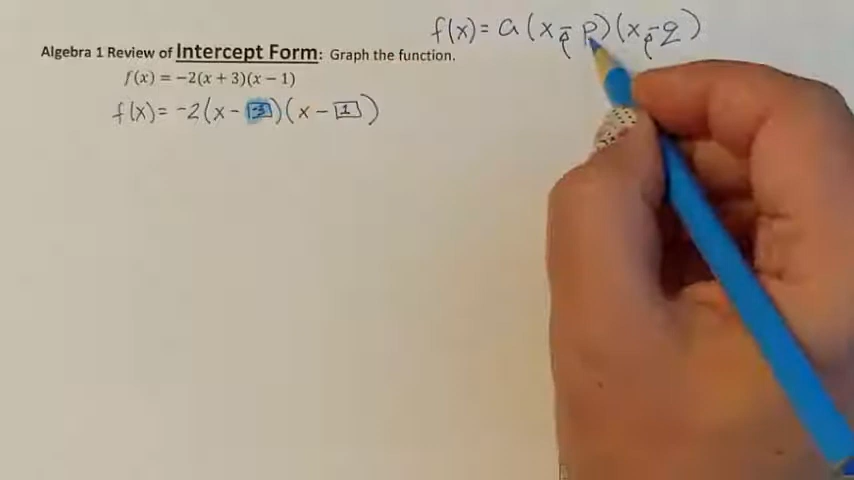 f(x) = a(x - p)(x - q)
Algebra 1 Review of Intercept Form: Graph the function.
f(x) = −2(x + 3)(x − 1)
f(x) = -2(x - -3)(x - 1)